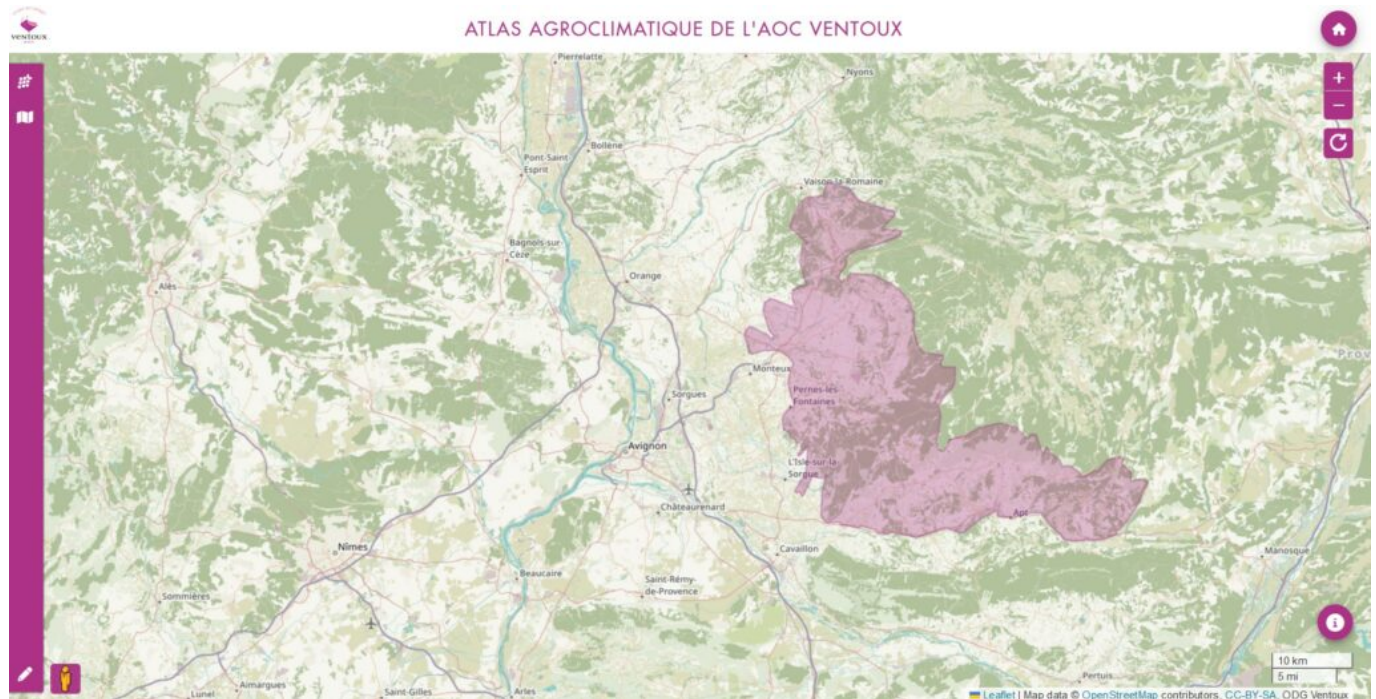 VENTOUX
ATLAS AGROCLIMATIQUE DE L'AOC VENTOUX
Pierrelatte
Nyons
+
−
Bollène
Pont-Saint
Esprit
Vaison-la-Romaine
Bagnols-sur
Cèze
Orange
Alès
Prov
Monteux
Pernes-les
Fontaines
Sorgues
Avignon
L'Isle-sur-la
Sorgue
Châteaurenard
Apt
Nîmes
Cavaillon
Manosque
Beaucaire
Saint-Rémy-
de-Provence
Sommières
10 km
5 mi
Pertuis
Lunel
Aimargues
Saint-Gilles
Arles
Leaflet | Map data © OpenStreetMap contributors, CC-BY-SA, ODG Ventoux